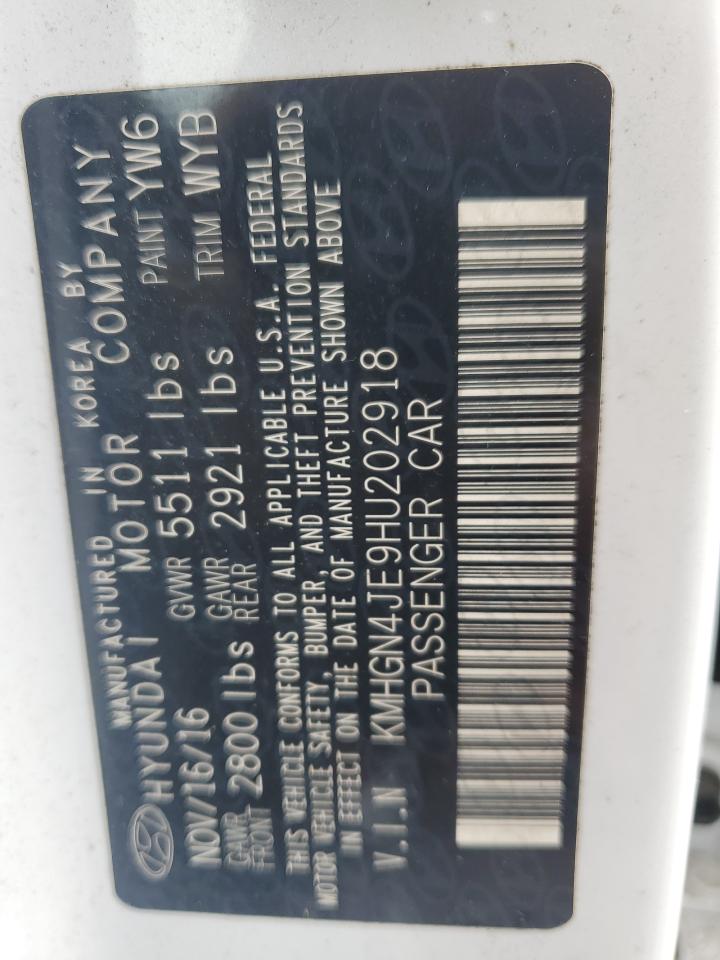 MANUFACTURED IN KOREA BY
HYUNDAI MOTOR COMPANY
NOV/16/16 GVWR 5511 lbs PAINT YW6
GAWR FRONT 2800 lbs GAWR REAR 2921 lbs TRIM WYB
THIS VEHICLE CONFORMS TO ALL APPLICABLE U.S.A. FEDERAL
MOTOR VEHICLE SAFETY, BUMPER, AND THEFT PREVENTION STANDARDS
IN EFFECT ON THE DATE OF MANUFACTURE SHOWN ABOVE
V.I.N KMHGN4JE9HU202918
PASSENGER CAR